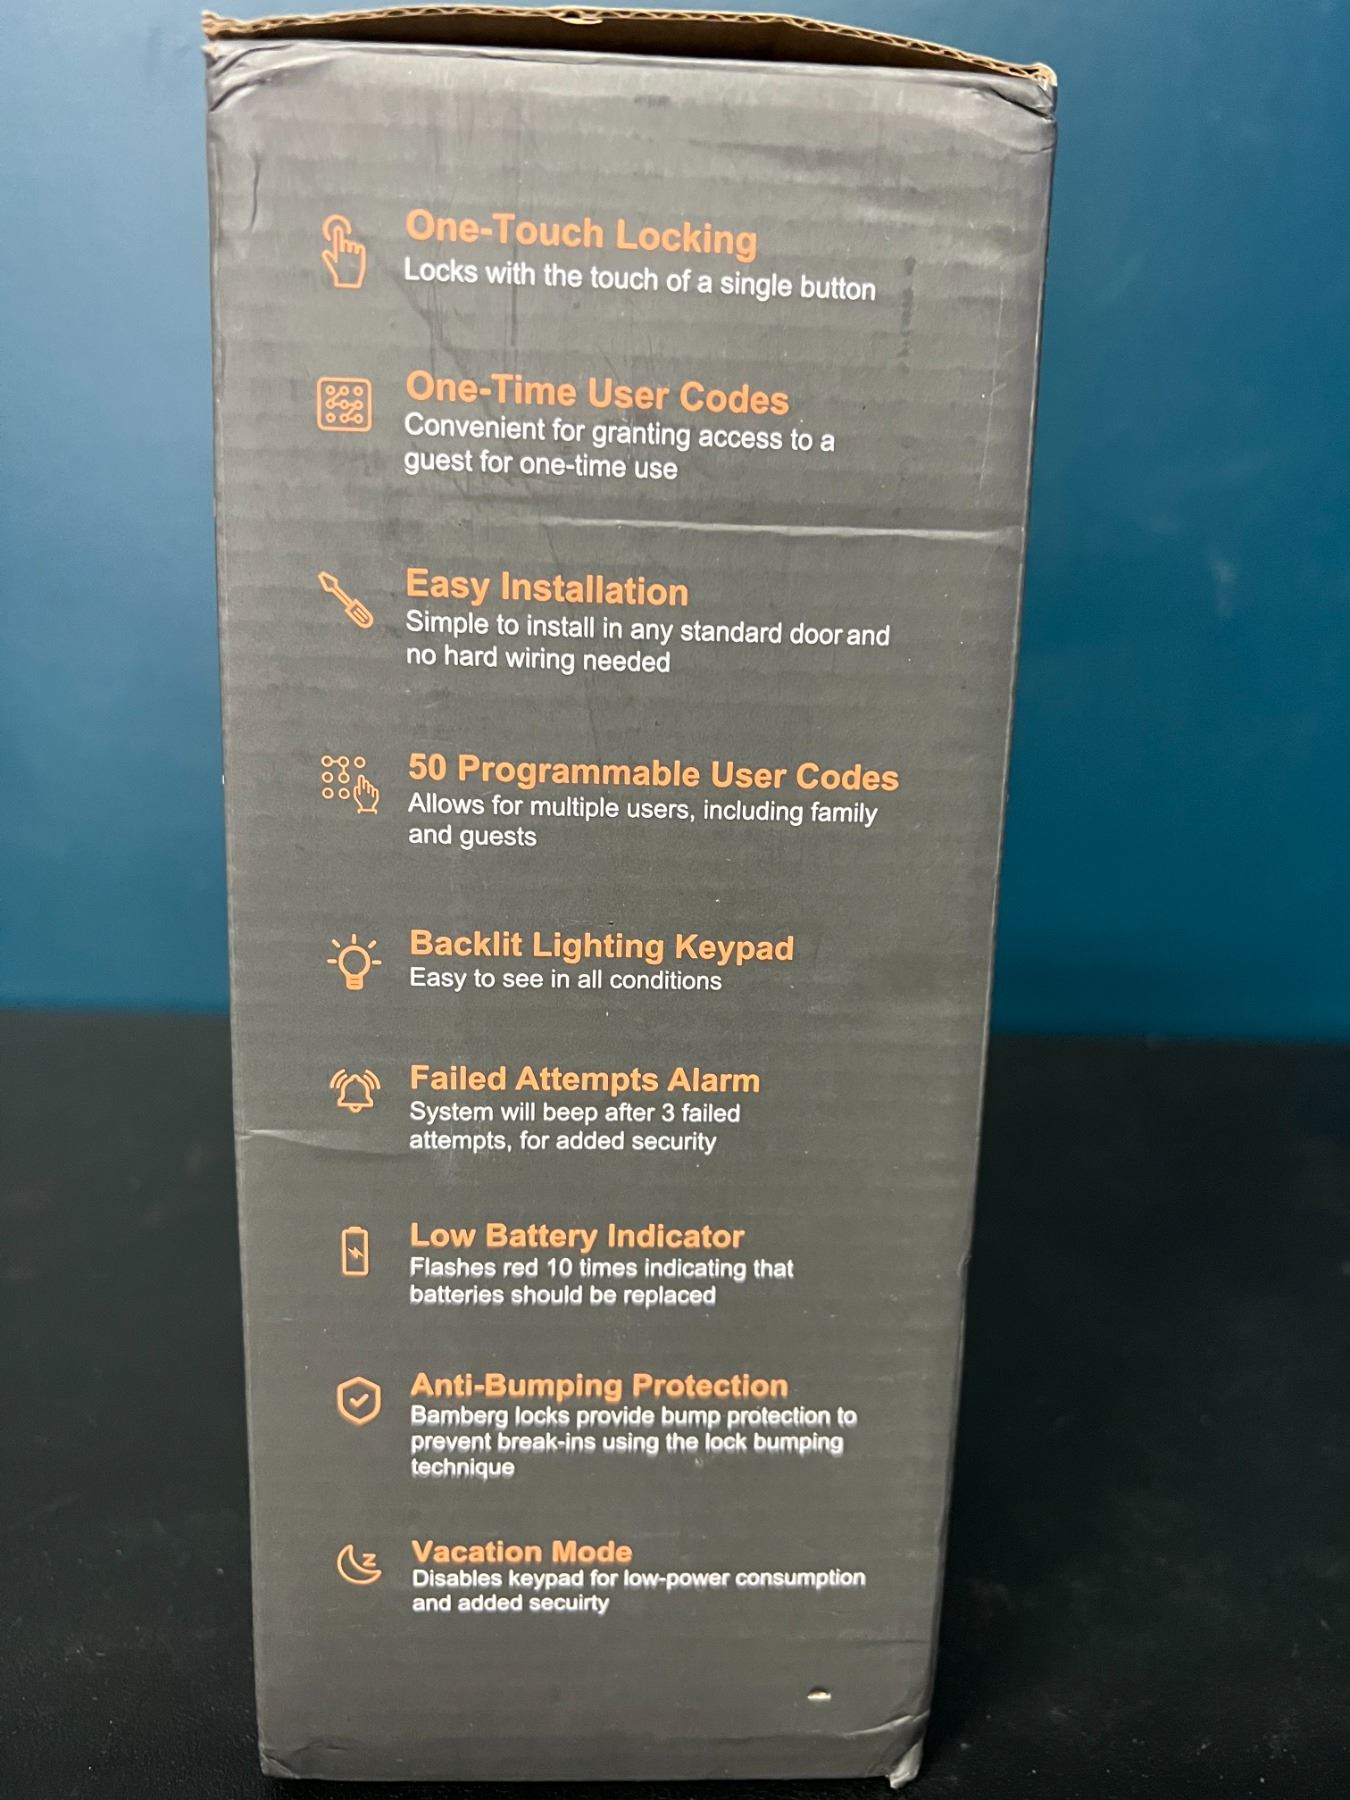 One-Touch Locking
Locks with the touch of a single button
One-Time User Codes
Convenient for granting access to a
guest for one-time use
Easy Installation
Simple to install in any standard door and
no hard wiring needed
50 Programmable User Codes
Allows for multiple users, including family
and guests
Backlit Lighting Keypad
Easy to see in all conditions
Failed Attempts Alarm
System will beep after 3 failed
attempts, for added security
Low Battery Indicator
Flashes red 10 times indicating that
batteries should be replaced
Anti-Bumping Protection
Bamberg locks provide bump protection to
prevent break-ins using the lock bumping
technique
Vacation Mode
Disables keypad for low-power consumption
and added secuirty